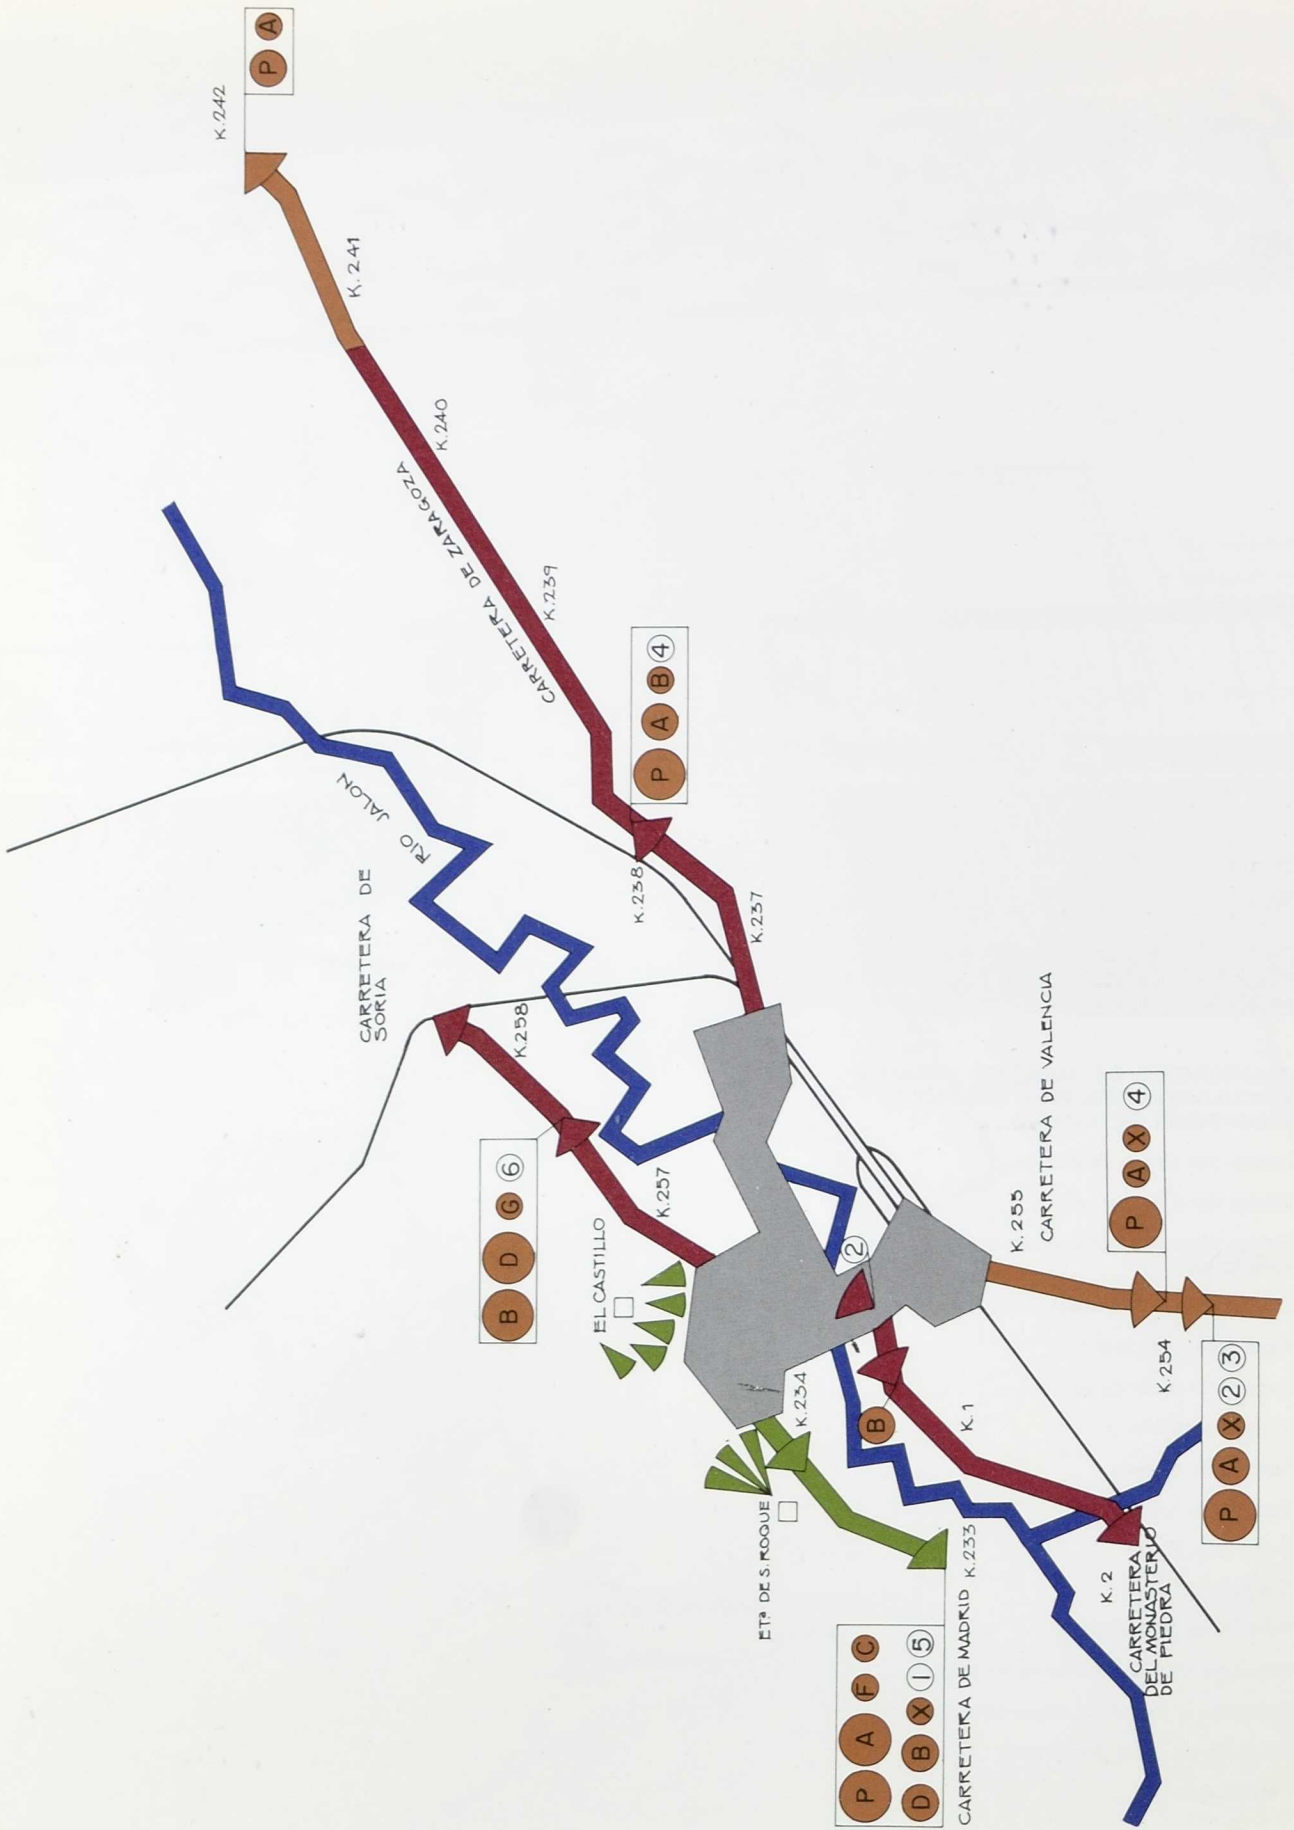 K.242
P A
K.241
K.240
CARRETERA DE ZARAGOZA
K.239
P A B 4
RIO JALON
K.238
K.237
CARRETERA DE
SORIA
K.258
K.257
B D G 6
EL CASTILLO
2
K.255
CARRETERA DE VALENCIA
P A X 4
K.254
P A X 2 3
K.234
B
K.1
ETª DE S. ROQUE
K.233
CARRETERA DE MADRID
P A F C
D B X 1 5
K.2
CARRETERA
DEL MONASTERIO
DE PIEDRA